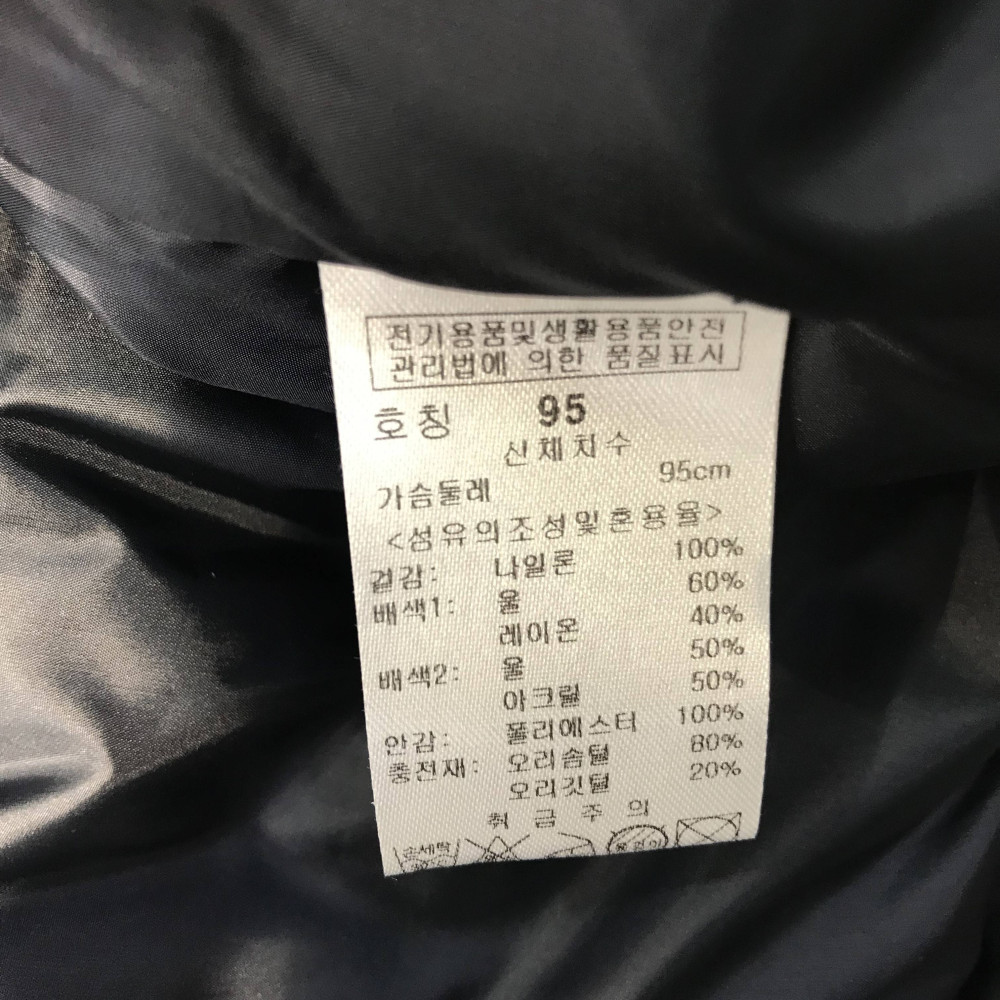 전기용품및생활용품안전
관리법에 의한 품질표시
호칭 95
신체치수
가슴둘레 95cm
<섬유의조성및혼용율>
겉감: 나일론 100%
배색1: 울 60%
레이온 40%
배색2: 울 50%
아크릴 50%
안감: 폴리에스터 100%
충전재: 오리솜털 80%
오리깃털 20%
취 급 주 의
손세탁